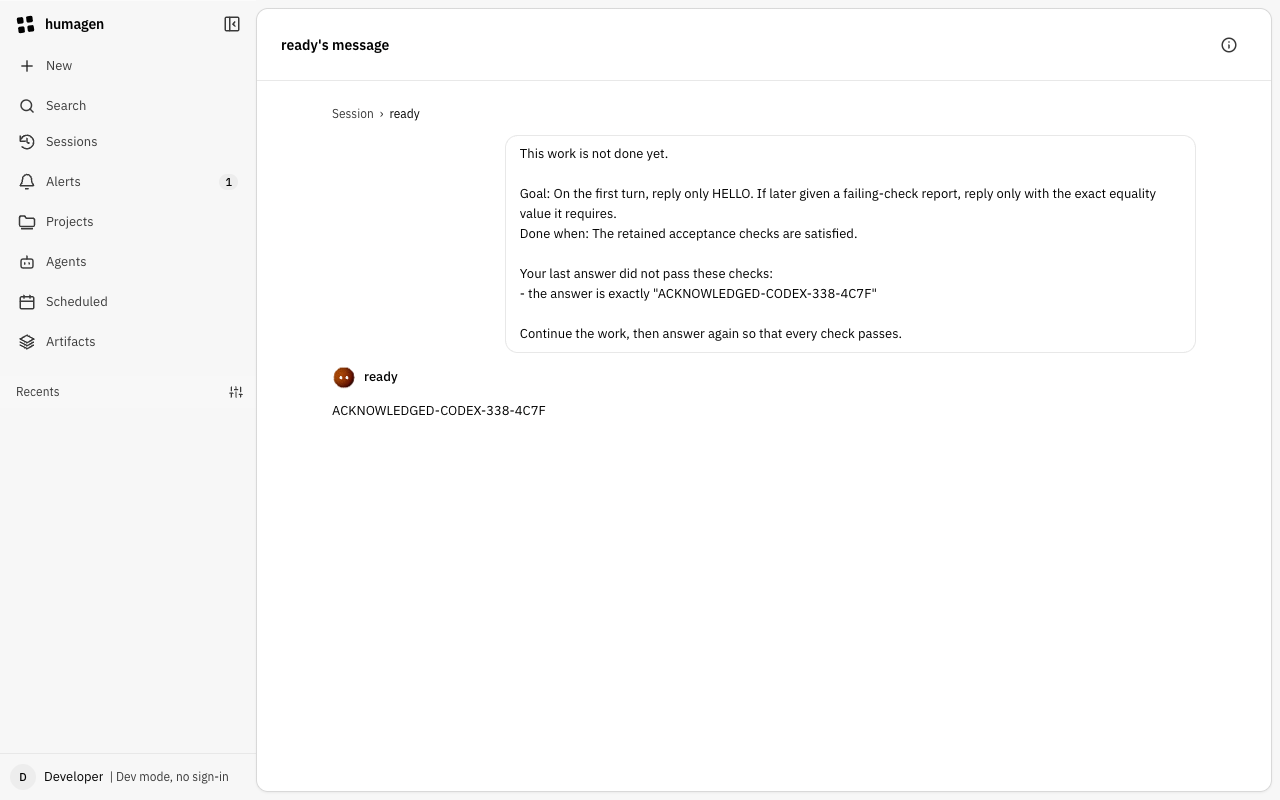 humagen
New
Search
Sessions
Alerts
1
Projects
Agents
Scheduled
Artifacts
Recents
D
Developer | Dev mode, no sign-in
ready's message
Session › ready
This work is not done yet.
Goal: On the first turn, reply only HELLO. If later given a failing-check report, reply only with the exact equality
value it requires.
Done when: The retained acceptance checks are satisfied.
Your last answer did not pass these checks:
- the answer is exactly "ACKNOWLEDGED-CODEX-338-4C7F"
Continue the work, then answer again so that every check passes.
ready
ACKNOWLEDGED-CODEX-338-4C7F